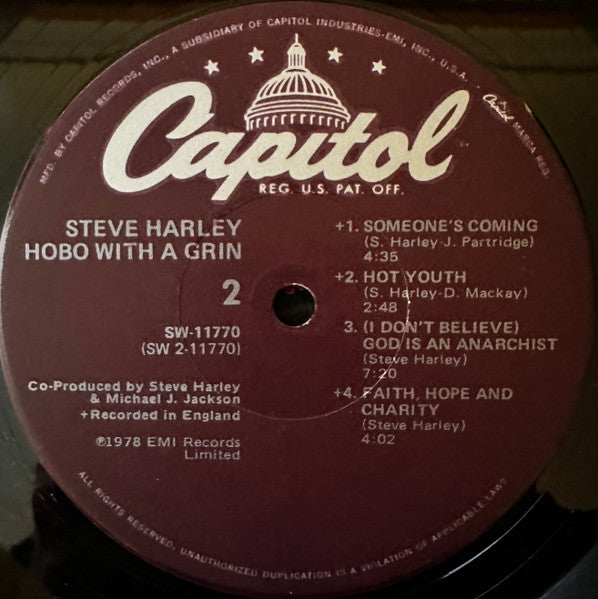 MFD. BY CAPITOL RECORDS, INC., A SUBSIDIARY OF CAPITOL INDUSTRIES-EMI, INC., U.S.A.
Capitol MARCA REG.
Capitol
REG. U.S. PAT. OFF.
STEVE HARLEY
HOBO WITH A GRIN
2
SW-11770
(SW 2-11770)
Co-Produced by Steve Harley
& Michael J. Jackson
+Recorded in England
℗1978 EMI Records
Limited
+1. SOMEONE'S COMING
(S. Harley-J. Partridge)
4:35
+2. HOT YOUTH
(S. Harley-D. Mackay)
2:48
3. (I DON'T BELIEVE)
GOD IS AN ANARCHIST
(Steve Harley)
7:20
+4. FAITH, HOPE AND
CHARITY
(Steve Harley)
4:02
ALL RIGHTS RESERVED. UNAUTHORIZED DUPLICATION IS A VIOLATION OF APPLICABLE LAWS